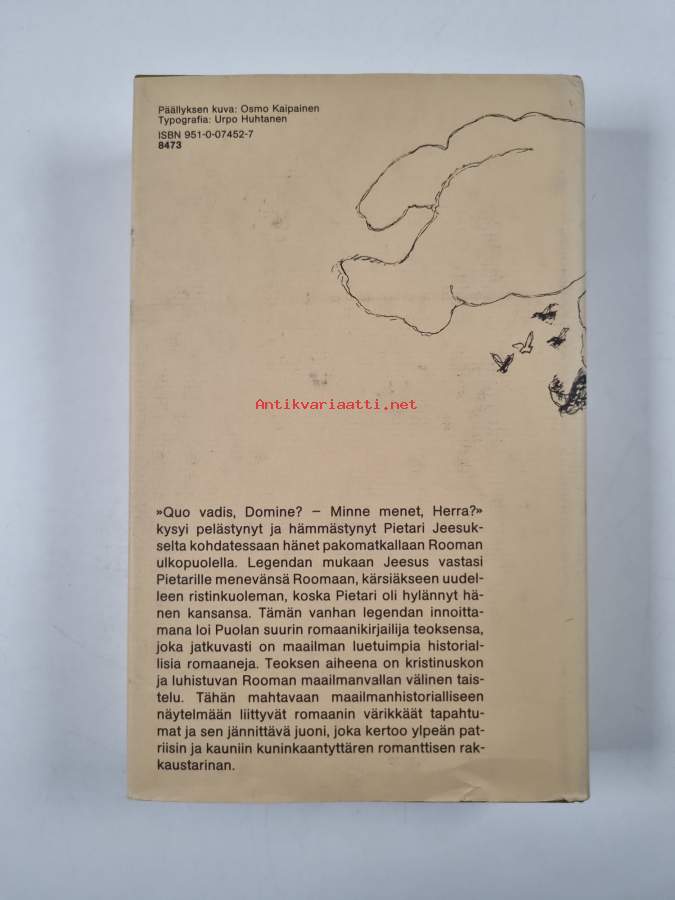 Päällyksen kuva: Osmo Kaipainen
Typografia: Urpo Huhtanen
ISBN 951-0-07452-7
8473
Antikvariaatti.net
»Quo vadis, Domine? – Minne menet, Herra?»
kysyi pelästynyt ja hämmästynyt Pietari Jeesuk-
selta kohdatessaan hänet pakomatkallaan Rooman
ulkopuolella. Legendan mukaan Jeesus vastasi
Pietarille menevänsä Roomaan, kärsiäkseen uudel-
leen ristinkuoleman, koska Pietari oli hylännyt hä-
nen kansansa. Tämän vanhan legendan innoitta-
mana loi Puolan suurin romaanikirjailija teoksensa,
joka jatkuvasti on maailman luetuimpia historial-
lisia romaaneja. Teoksen aiheena on kristinuskon
ja luhistuvan Rooman maailmanvallan välinen tais-
telu. Tähän mahtavaan maailmanhistorialliseen
näytelmään liittyvät romaanin värikkäät tapahtu-
mat ja sen jännittävä juoni, joka kertoo ylpeän pat-
riisin ja kauniin kuninkaantyttären romanttisen rak-
kaustarinan.